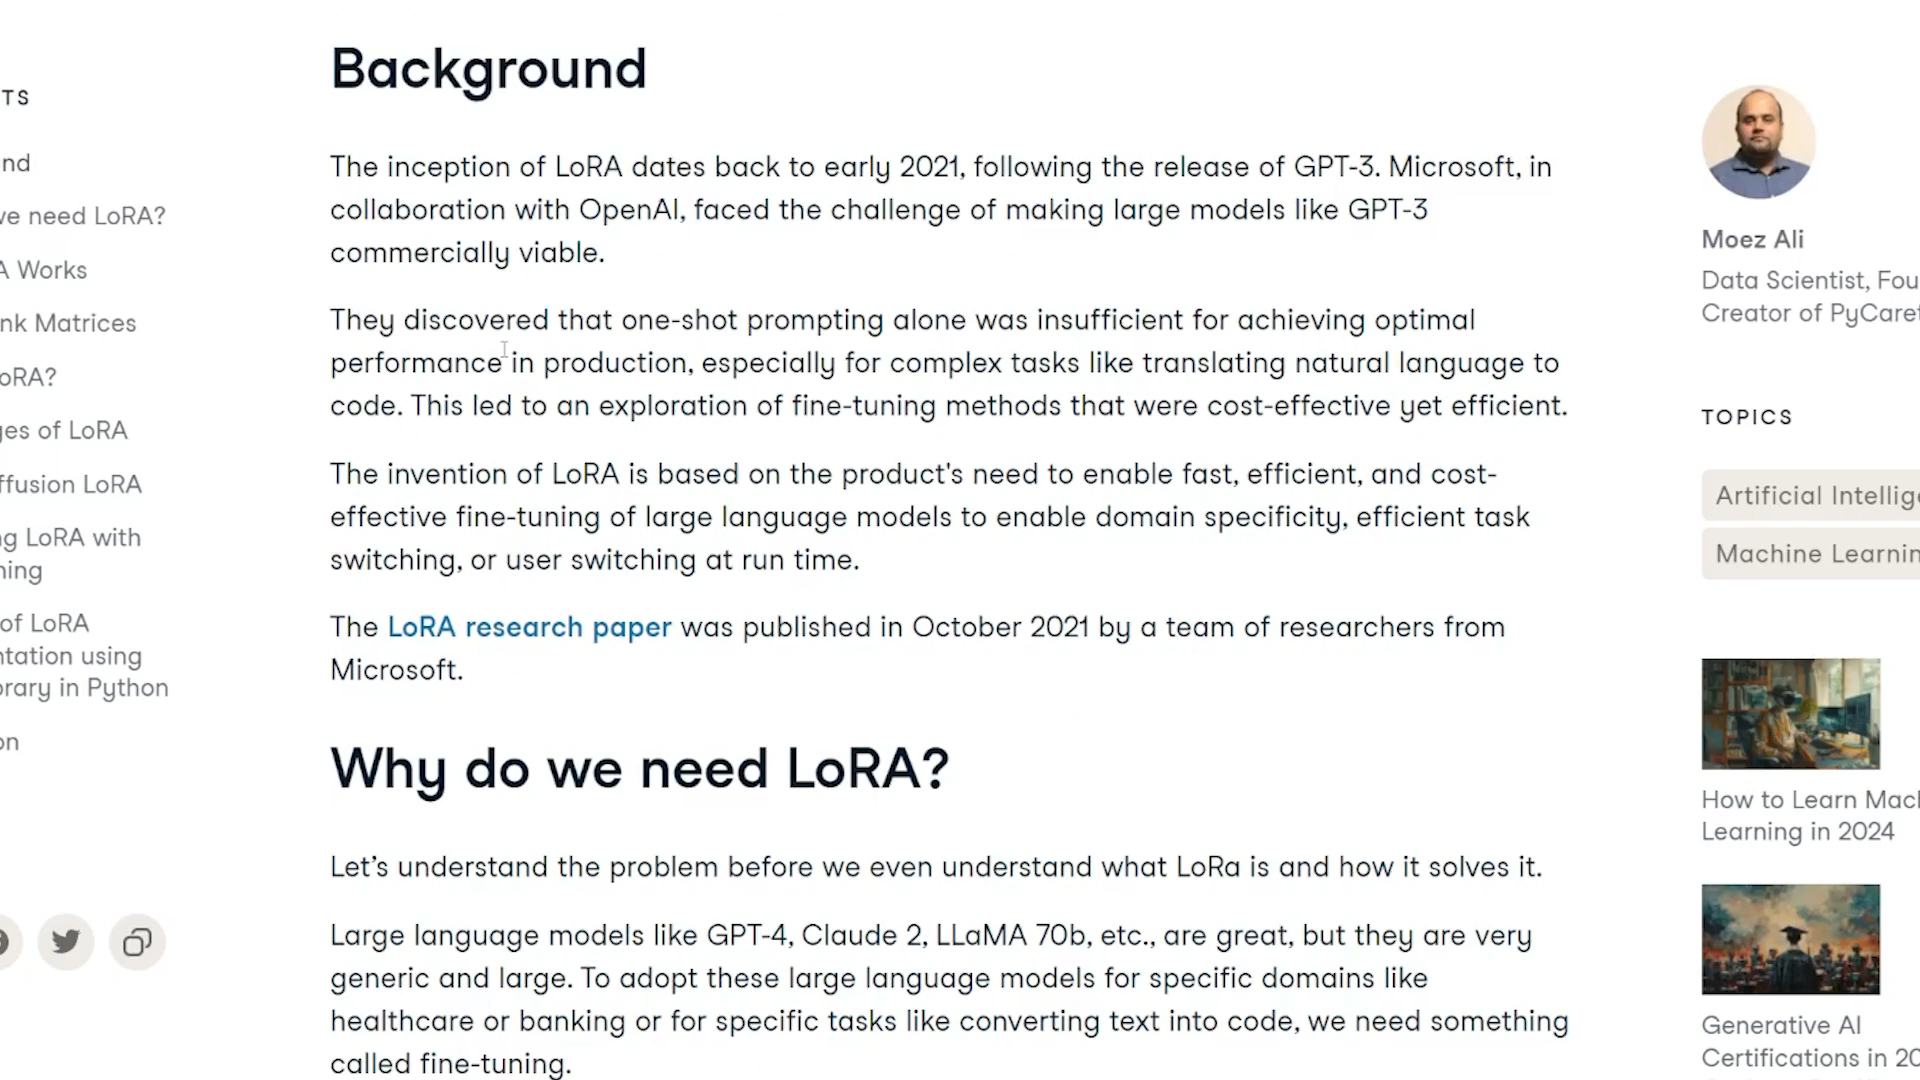 TS
nd
ve need LoRA?
A Works
nk Matrices
oRA?
ges of LoRA
ffusion LoRA
ng LoRA with
ning
of LoRA
ntation using
brary in Python
on
Background
The inception of LoRA dates back to early 2021, following the release of GPT-3. Microsoft, in
collaboration with OpenAI, faced the challenge of making large models like GPT-3
commercially viable.
They discovered that one-shot prompting alone was insufficient for achieving optimal
performance in production, especially for complex tasks like translating natural language to
code. This led to an exploration of fine-tuning methods that were cost-effective yet efficient.
The invention of LoRA is based on the product's need to enable fast, efficient, and cost-
effective fine-tuning of large language models to enable domain specificity, efficient task
switching, or user switching at run time.
The LoRA research paper was published in October 2021 by a team of researchers from
Microsoft.
Why do we need LoRA?
Let’s understand the problem before we even understand what LoRa is and how it solves it.
Large language models like GPT-4, Claude 2, LLaMA 70b, etc., are great, but they are very
generic and large. To adopt these large language models for specific domains like
healthcare or banking or for specific tasks like converting text into code, we need something
called fine-tuning.
Moez Ali
Data Scientist, Fou
Creator of PyCaret
TOPICS
Artificial Intellige
Machine Learnin
How to Learn Macl
Learning in 2024
Generative AI
Certifications in 20